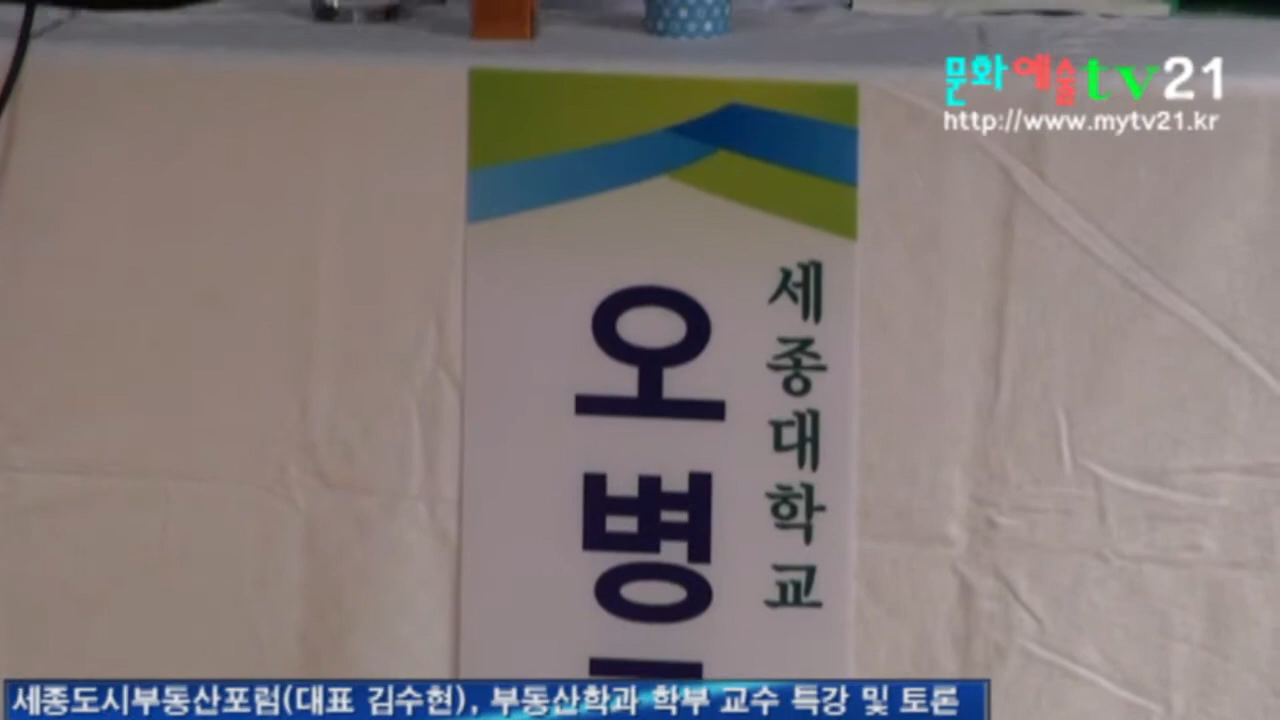 문화예술tv21
http://www.mytv21.kr
세종대학교
오병
세종도시부동산포럼(대표 김수현), 부동산학과 학부 교수 특강 및 토론